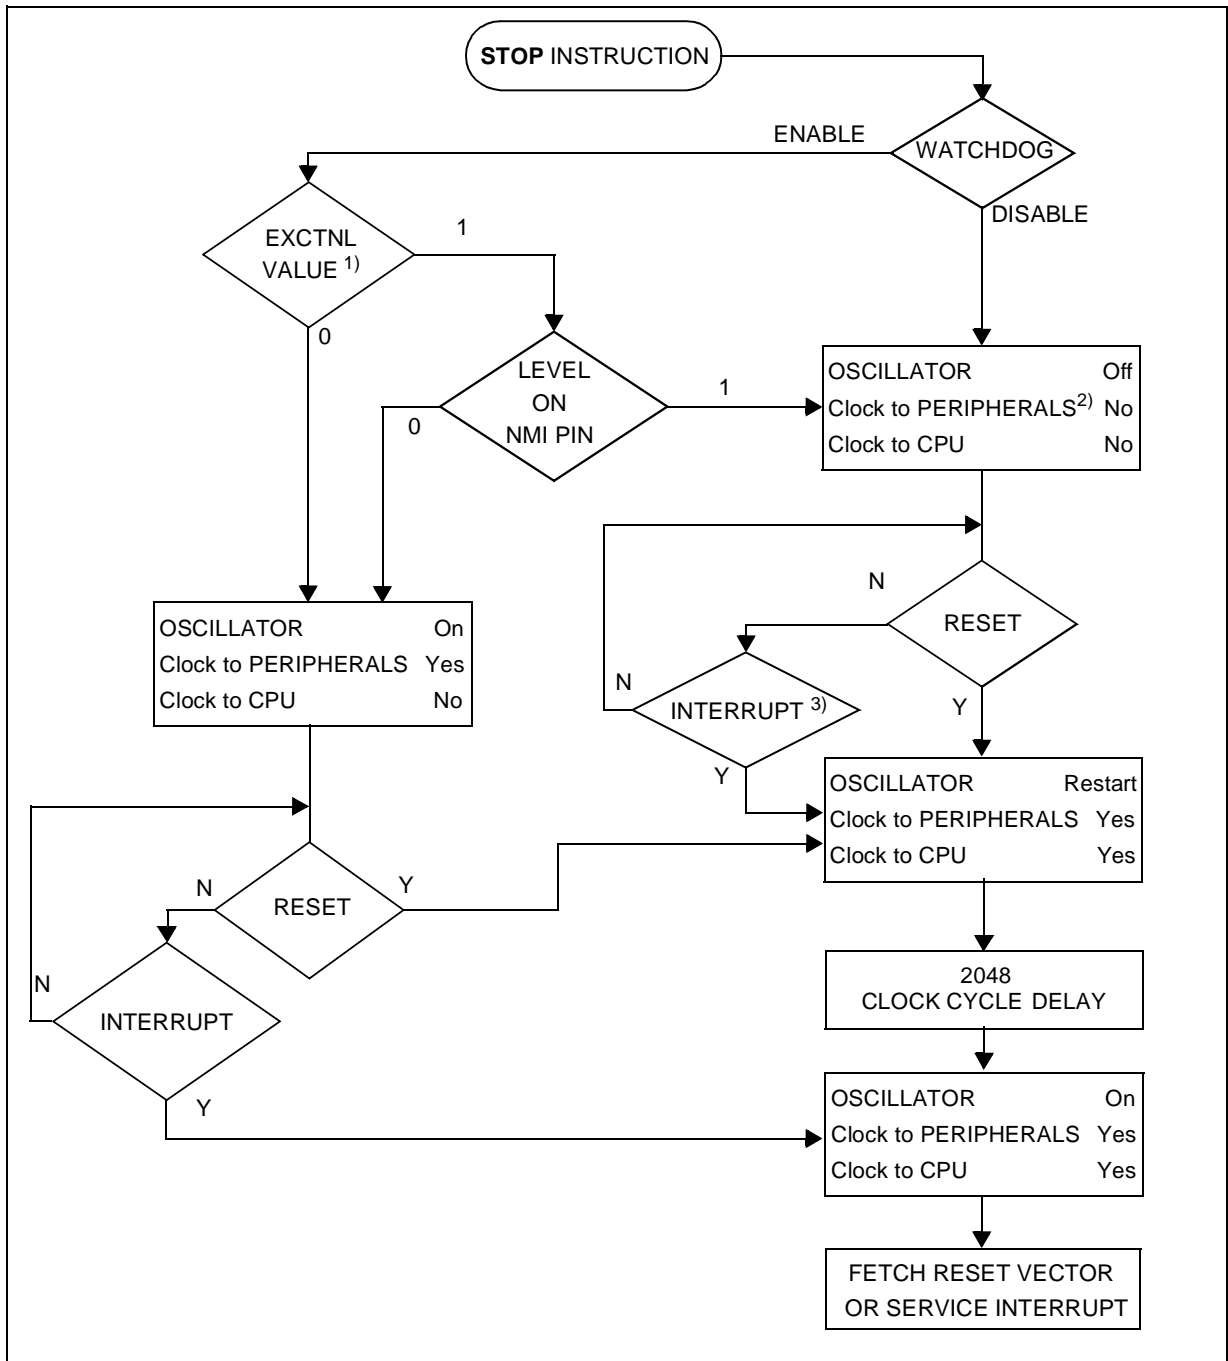 STOP INSTRUCTION
ENABLE
WATCHDOG
DISABLE
EXCTNL
VALUE 1)
1
0
LEVEL
ON
NMI PIN
1
0
OSCILLATOR Off
Clock to PERIPHERALS2) No
Clock to CPU No
N
RESET
Y
OSCILLATOR On
Clock to PERIPHERALS Yes
Clock to CPU No
N
INTERRUPT 3)
Y
OSCILLATOR Restart
Clock to PERIPHERALS Yes
Clock to CPU Yes
N
RESET
Y
N
INTERRUPT
Y
2048
CLOCK CYCLE DELAY
OSCILLATOR On
Clock to PERIPHERALS Yes
Clock to CPU Yes
FETCH RESET VECTOR
OR SERVICE INTERRUPT